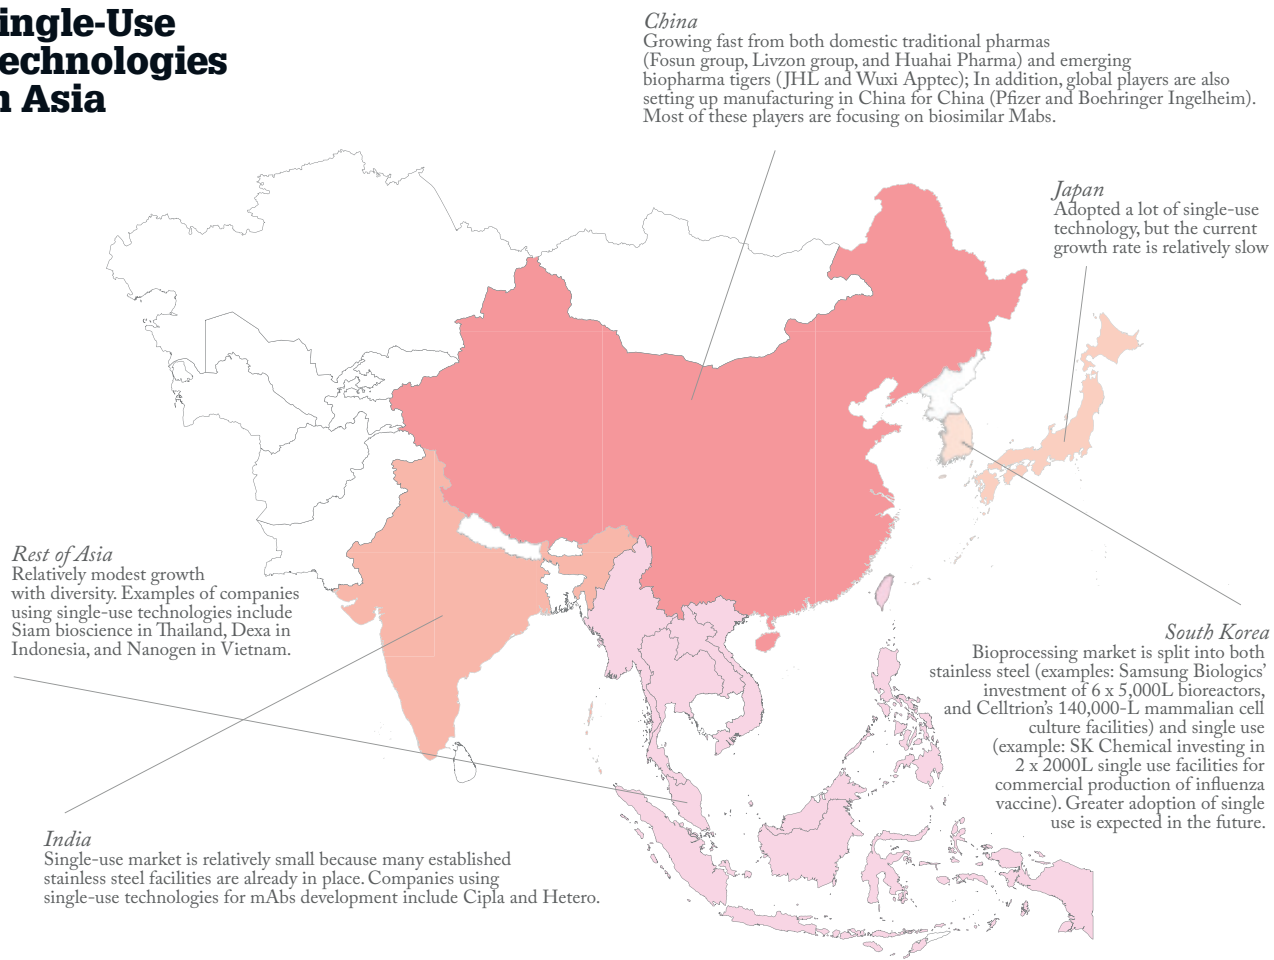 ingle-Use
echnologies
n Asia
China
Growing fast from both domestic traditional pharmas
(Fosun group, Livzon group, and Huahai Pharma) and emerging
biopharma tigers (JHL and Wuxi Apptec); In addition, global players are also
setting up manufacturing in China for China (Pfizer and Boehringer Ingelheim).
Most of these players are focusing on biosimilar Mabs.
Japan
Adopted a lot of single-use
technology, but the current
growth rate is relatively slow
Rest of Asia
Relatively modest growth
with diversity. Examples of companies
using single-use technologies include
Siam bioscience in Thailand, Dexa in
Indonesia, and Nanogen in Vietnam.
South Korea
Bioprocessing market is split into both
stainless steel (examples: Samsung Biologics’
investment of 6 x 5,000L bioreactors,
and Celltrion’s 140,000-L mammalian cell
culture facilities) and single use
(example: SK Chemical investing in
2 x 2000L single use facilities for
commercial production of influenza
vaccine). Greater adoption of single
use is expected in the future.
India
Single-use market is relatively small because many established
stainless steel facilities are already in place. Companies using
single-use technologies for mAbs development include Cipla and Hetero.